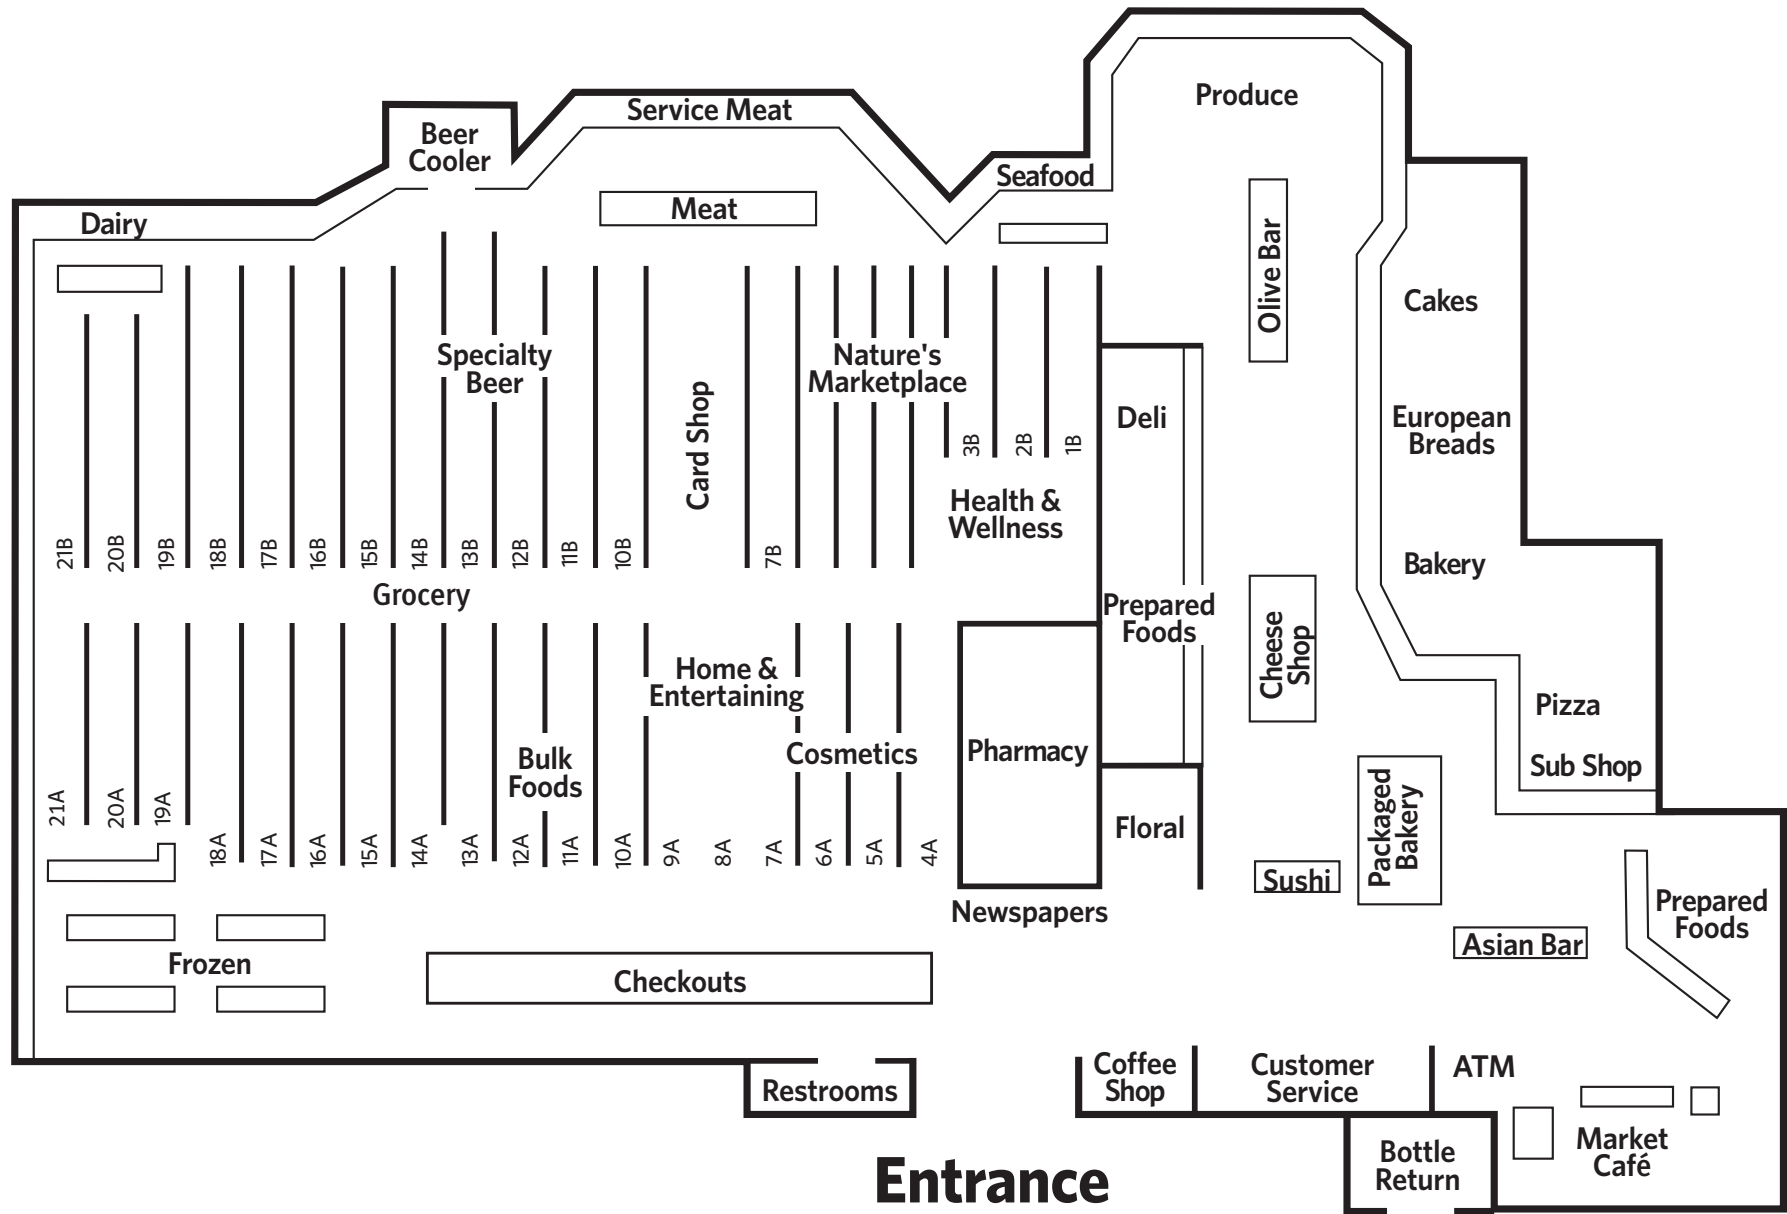 Produce
Service Meat
Beer
Cooler
Seafood
Meat
Dairy
Olive Bar
Cakes
Specialty
Beer
Nature's
Marketplace
Card Shop
Deli
European
Breads
3B
2B
1B
Health &
Wellness
21B
20B
19B
18B
17B
16B
15B
14B
13B
12B
11B
10B
7B
Bakery
Grocery
Prepared
Foods
Cheese
Shop
Home &
Entertaining
Pizza
Pharmacy
Cosmetics
Bulk
Foods
Sub Shop
Packaged
Bakery
Floral
21A
20A
19A
18A
17A
16A
15A
14A
13A
12A
11A
10A
9A
8A
7A
6A
5A
4A
Sushi
Newspapers
Prepared
Foods
Asian Bar
Frozen
Checkouts
Restrooms
Coffee
Shop
Customer
Service
ATM
Market
Café
Bottle
Return
Entrance